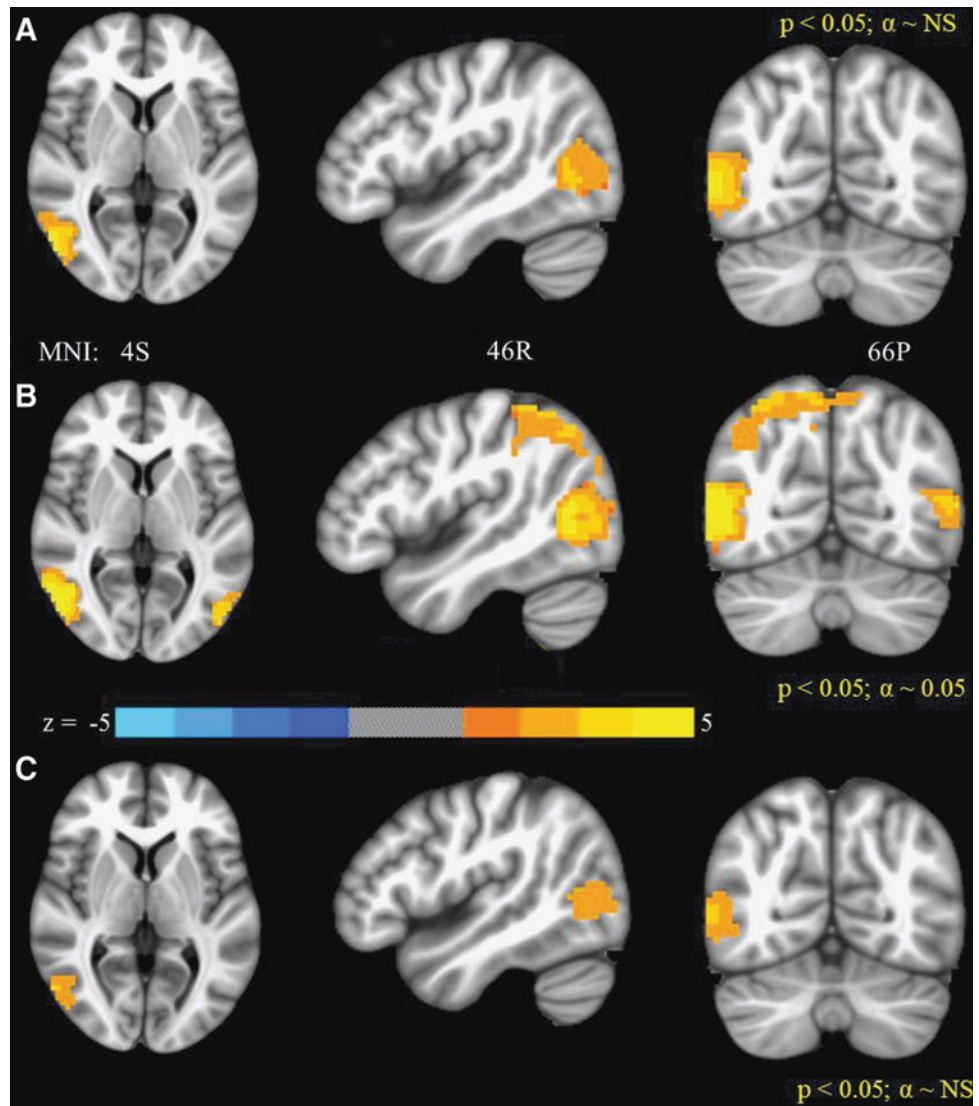 A
p < 0.05; α ~ NS
MNI: 4S 46R 66P
B
p < 0.05; α ~ 0.05
z = -5 5
C
p < 0.05; α ~ NS